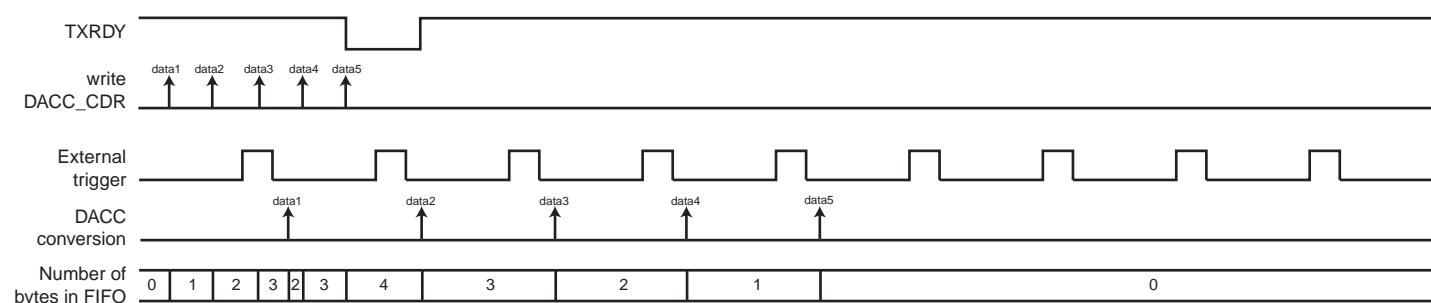 TXRDY
write
DACC_CDR
data1 data2 data3 data4 data5
External
trigger
DACC
conversion
data1 data2 data3 data4 data5
Number of
bytes in FIFO
0 1 2 3 2 3 4 3 2 1 0